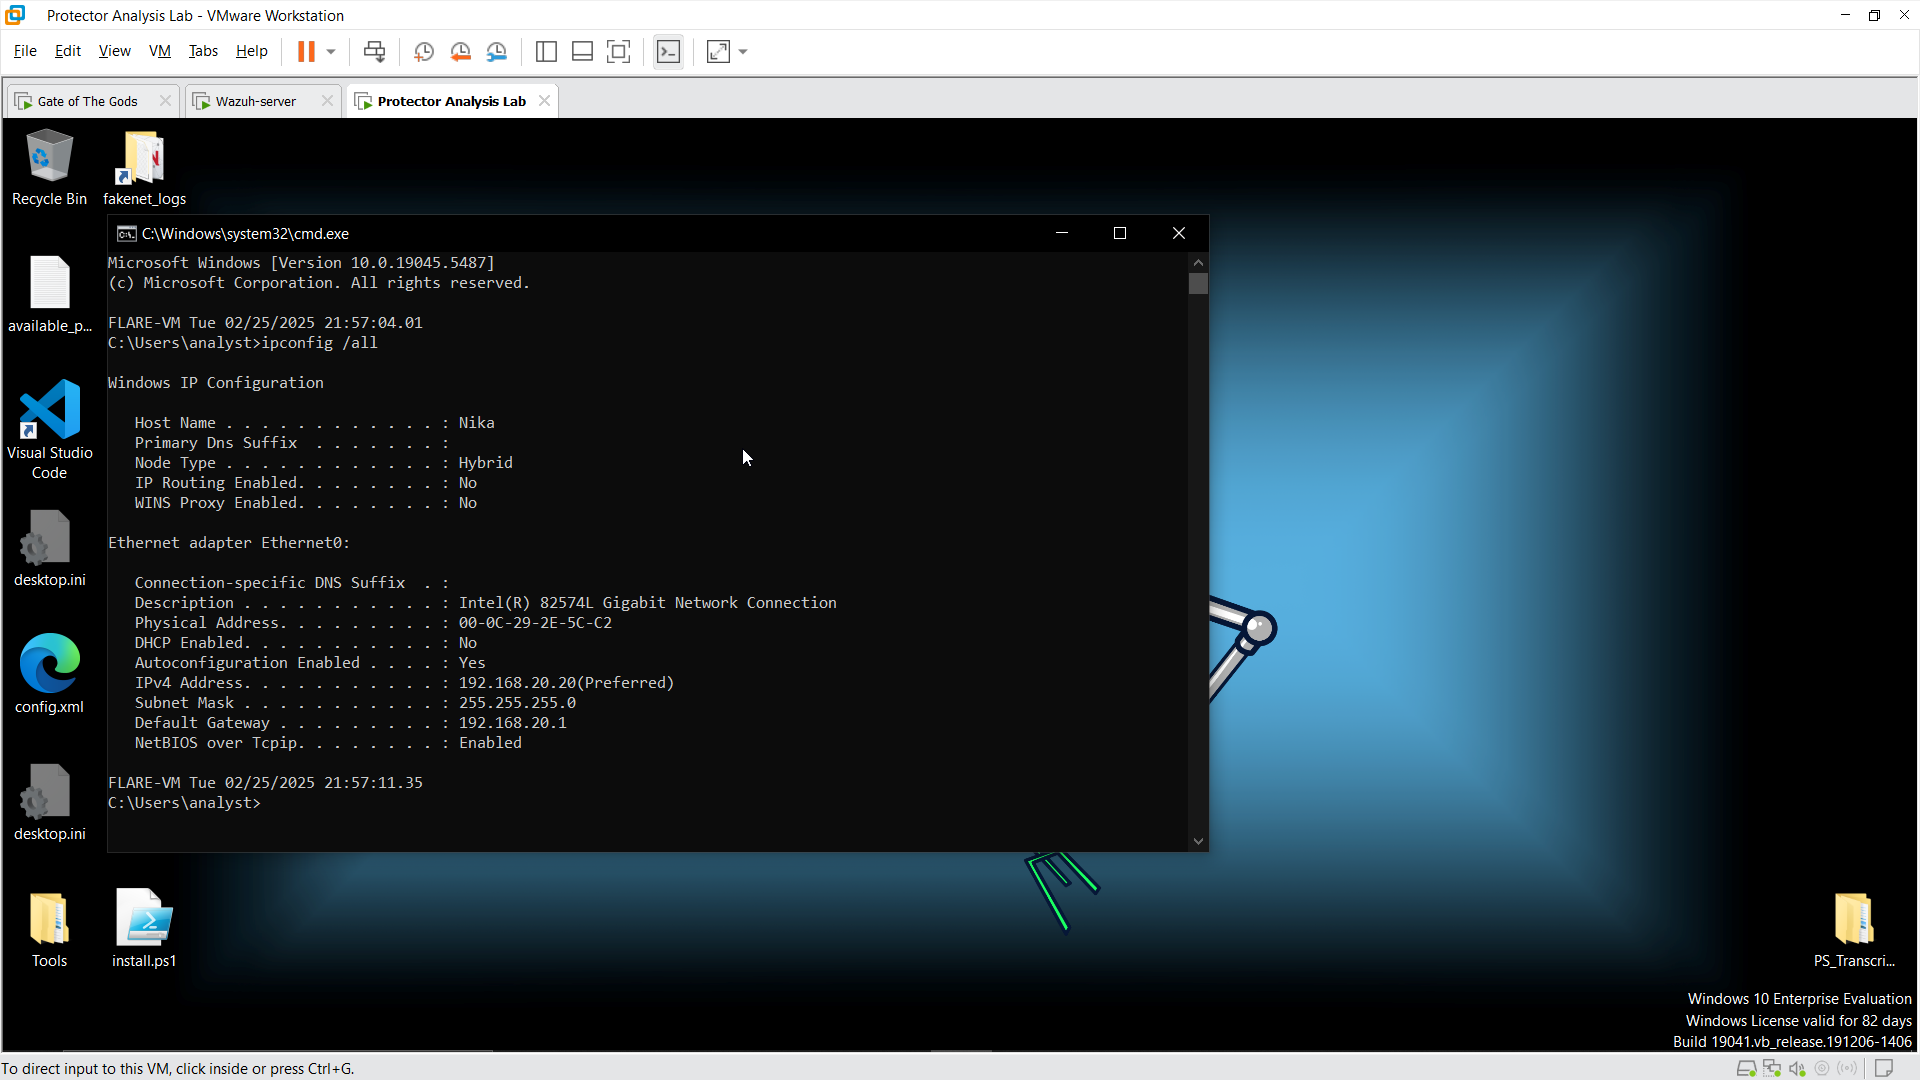 Protector Analysis Lab - VMware Workstation
File Edit View VM Tabs Help
Gate of The Gods
Wazuh-server
Protector Analysis Lab
Recycle Bin
fakenet_logs
available_p...
Visual Studio
Code
desktop.ini
config.xml
desktop.ini
Tools
install.ps1
C:\Windows\system32\cmd.exe
Microsoft Windows [Version 10.0.19045.5487]
(c) Microsoft Corporation. All rights reserved.
FLARE-VM Tue 02/25/2025 21:57:04.01
C:\Users\analyst>ipconfig /all
Windows IP Configuration
Host Name . . . . . . . . . . . . : Nika
Primary Dns Suffix  . . . . . . . :
Node Type . . . . . . . . . . . . : Hybrid
IP Routing Enabled. . . . . . . . : No
WINS Proxy Enabled. . . . . . . . : No
Ethernet adapter Ethernet0:
Connection-specific DNS Suffix  . :
Description . . . . . . . . . . . : Intel(R) 82574L Gigabit Network Connection
Physical Address. . . . . . . . . : 00-0C-29-2E-5C-C2
DHCP Enabled. . . . . . . . . . . : No
Autoconfiguration Enabled . . . . : Yes
IPv4 Address. . . . . . . . . . . : 192.168.20.20(Preferred)
Subnet Mask . . . . . . . . . . . : 255.255.255.0
Default Gateway . . . . . . . . . : 192.168.20.1
NetBIOS over Tcpip. . . . . . . . : Enabled
FLARE-VM Tue 02/25/2025 21:57:11.35
C:\Users\analyst>
PS_Transcri...
Windows 10 Enterprise Evaluation
Windows License valid for 82 days
Build 19041.vb_release.191206-1406
To direct input to this VM, click inside or press Ctrl+G.